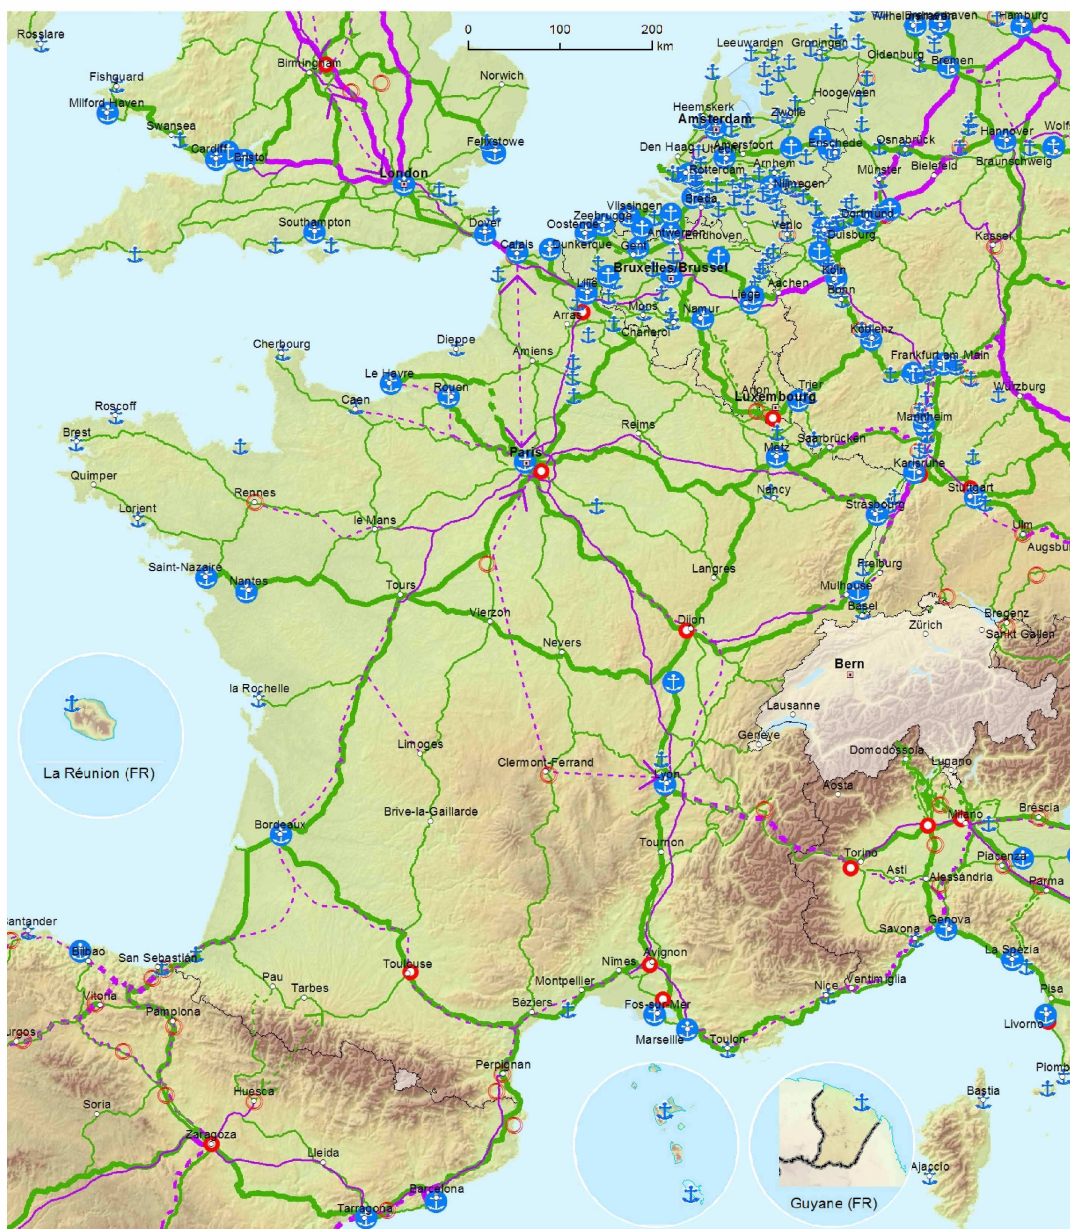 Rosslare
Birmingham
Fishguard
Milford Haven
Swansea
Cardiff
Bristol
Norwich
Felixstowe
London
Southampton
Dover
0 100 200
km
Hamburg
Leeuwarden
Groningen
Oldenburg
Bremen
Hoogeveen
Heemskerk
Zwolle
Amsterdam
Hannover
Osnabrück
Enschede
Amersfoort
Den Haag
Utrecht
Arnhem
Bielefeld
Braunschweig
Rotterdam
Nijmegen
Münster
Breda
Vlissingen
Zeebrugge
Oostende
Dortmund
Antwerpen
Eindhoven
Venlo
Duisburg
Kassel
Calais
Dunkerque
Gent
Bruxelles/Brussel
Köln
Aachen
Bonn
Lille
Liège
Mons
Namur
Arras
Charleroi
Koblenz
Dieppe
Cherbourg
Amiens
Frankfurt am Main
Le Havre
Rouen
Arlon
Trier
Würzburg
Luxembourg
Caen
Roscoff
Mannheim
Brest
Reims
Saarbrücken
Paris
Metz
Karlsruhe
Quimper
Rennes
Nancy
Stuttgart
Lorient
Strasbourg
le Mans
Ulm
Augsbu
Saint-Nazaire
Nantes
Tours
Langres
Freiburg
Mulhouse
Basel
Vierzon
Dijon
Bregenz
Zürich
Sankt Gallen
Nevers
Bern
la Rochelle
Lausanne
Genève
Limoges
Clermont-Ferrand
Domodossola
Lugano
La Réunion (FR)
Lyon
Aosta
Brive-la-Gaillarde
Milano
Brescia
Bordeaux
Tournon
Torino
Asti
Piacenza
Alessandria
Parma
Santander
Bilbao
San Sebastián
Genova
Savona
La Spezia
Toulouse
Avignon
Nîmes
Montpellier
Pau
Tarbes
Béziers
Ventimiglia
Nice
Pisa
Vitoria
Pamplona
Fos-sur-Mer
Marseille
Toulon
Livorno
urgos
Perpignan
Piomb
Huesca
Soria
Bastia
Zaragoza
Lleida
Ajaccio
Barcelona
Tarragona
Guyane (FR)